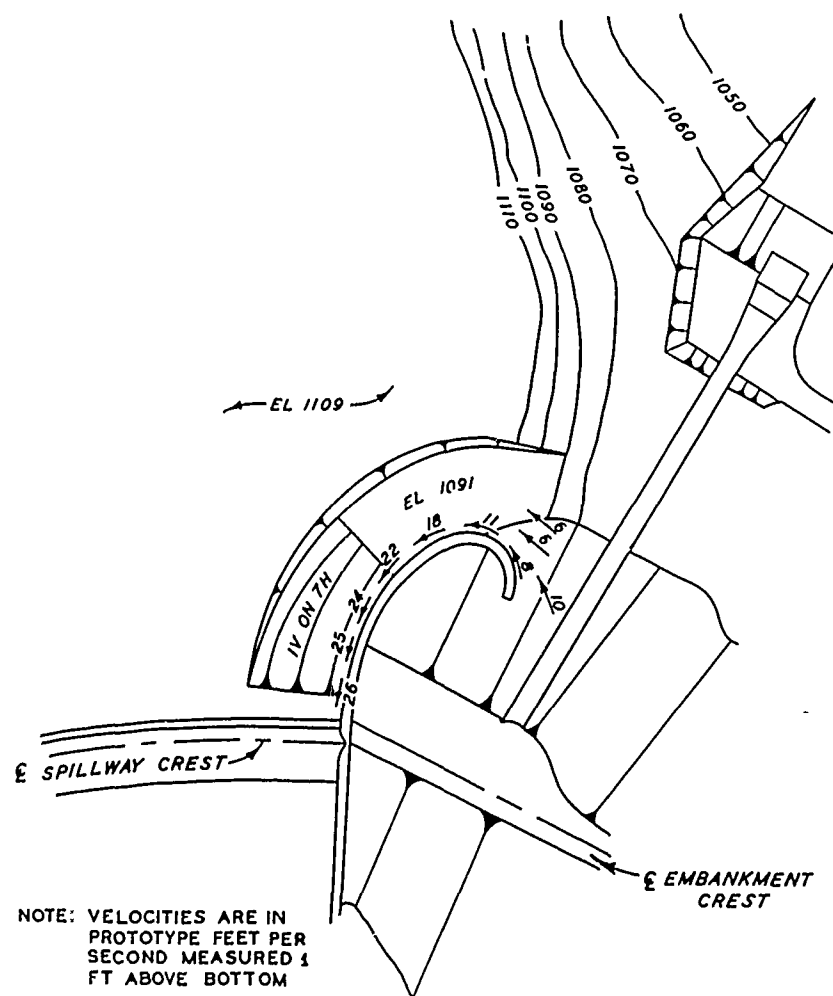 1050
1060
1070
1080
1090
1100
1110
EL 1109
EL 1091
18
11
22
24
25
26
8
10
1V ON 7H
℄ SPILLWAY CREST
℄ EMBANKMENT
CREST
NOTE: VELOCITIES ARE IN
PROTOTYPE FEET PER
SECOND MEASURED 1
FT ABOVE BOTTOM